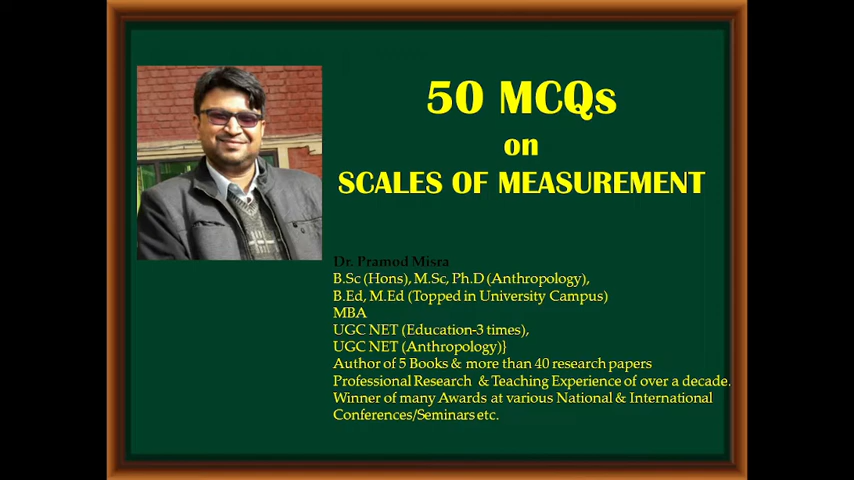 50 MCQs
on
SCALES OF MEASUREMENT
Dr. Pramod Misra
B.Sc (Hons), M.Sc, Ph.D (Anthropology),
B.Ed, M.Ed (Topped in University Campus)
MBA
UGC NET (Education-3 times),
UGC NET (Anthropology)}
Author of 5 Books & more than 40 research papers
Professional Research & Teaching Experience of over a decade.
Winner of many Awards at various National & International
Conferences/Seminars etc.